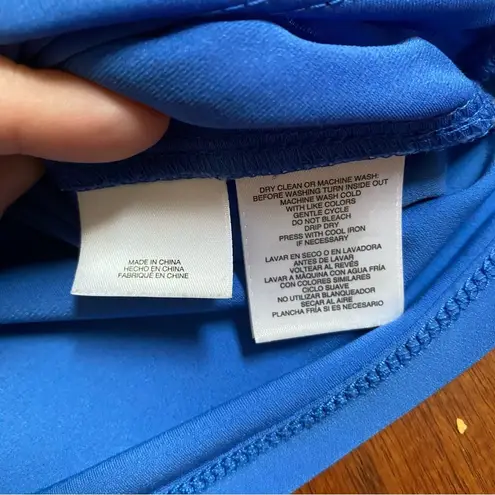 MADE IN CHINA
HECHO EN CHINA
FABRIQUÉ EN CHINE
DRY CLEAN OR MACHINE WASH:
BEFORE WASHING TURN INSIDE OUT
MACHINE WASH COLD
WITH LIKE COLORS
GENTLE CYCLE
DO NOT BLEACH
DRIP DRY
PRESS WITH COOL IRON
IF NECESSARY
LAVAR EN SECO O EN LAVADORA
ANTES DE LAVAR
VOLTEAR AL REVÉS
LAVAR A MÁQUINA CON AGUA FRÍA
CON COLORES SIMILARES
CICLO SUAVE
NO UTILIZAR BLANQUEADOR
SECAR AL AIRE
PLANCHA FRÍA SI ES NECESARIO